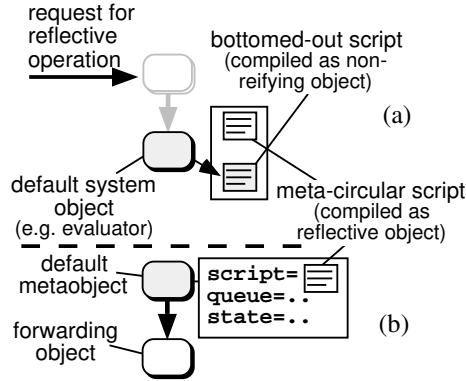 request for
reflective
operation
bottomed-out script
(compiled as non-
reifying object)
(a)
default system
object
(e.g. evaluator)
meta-circular script
(compiled as
reflective object)
default
metaobject
script=
queue=..
state=..
(b)
forwarding
object